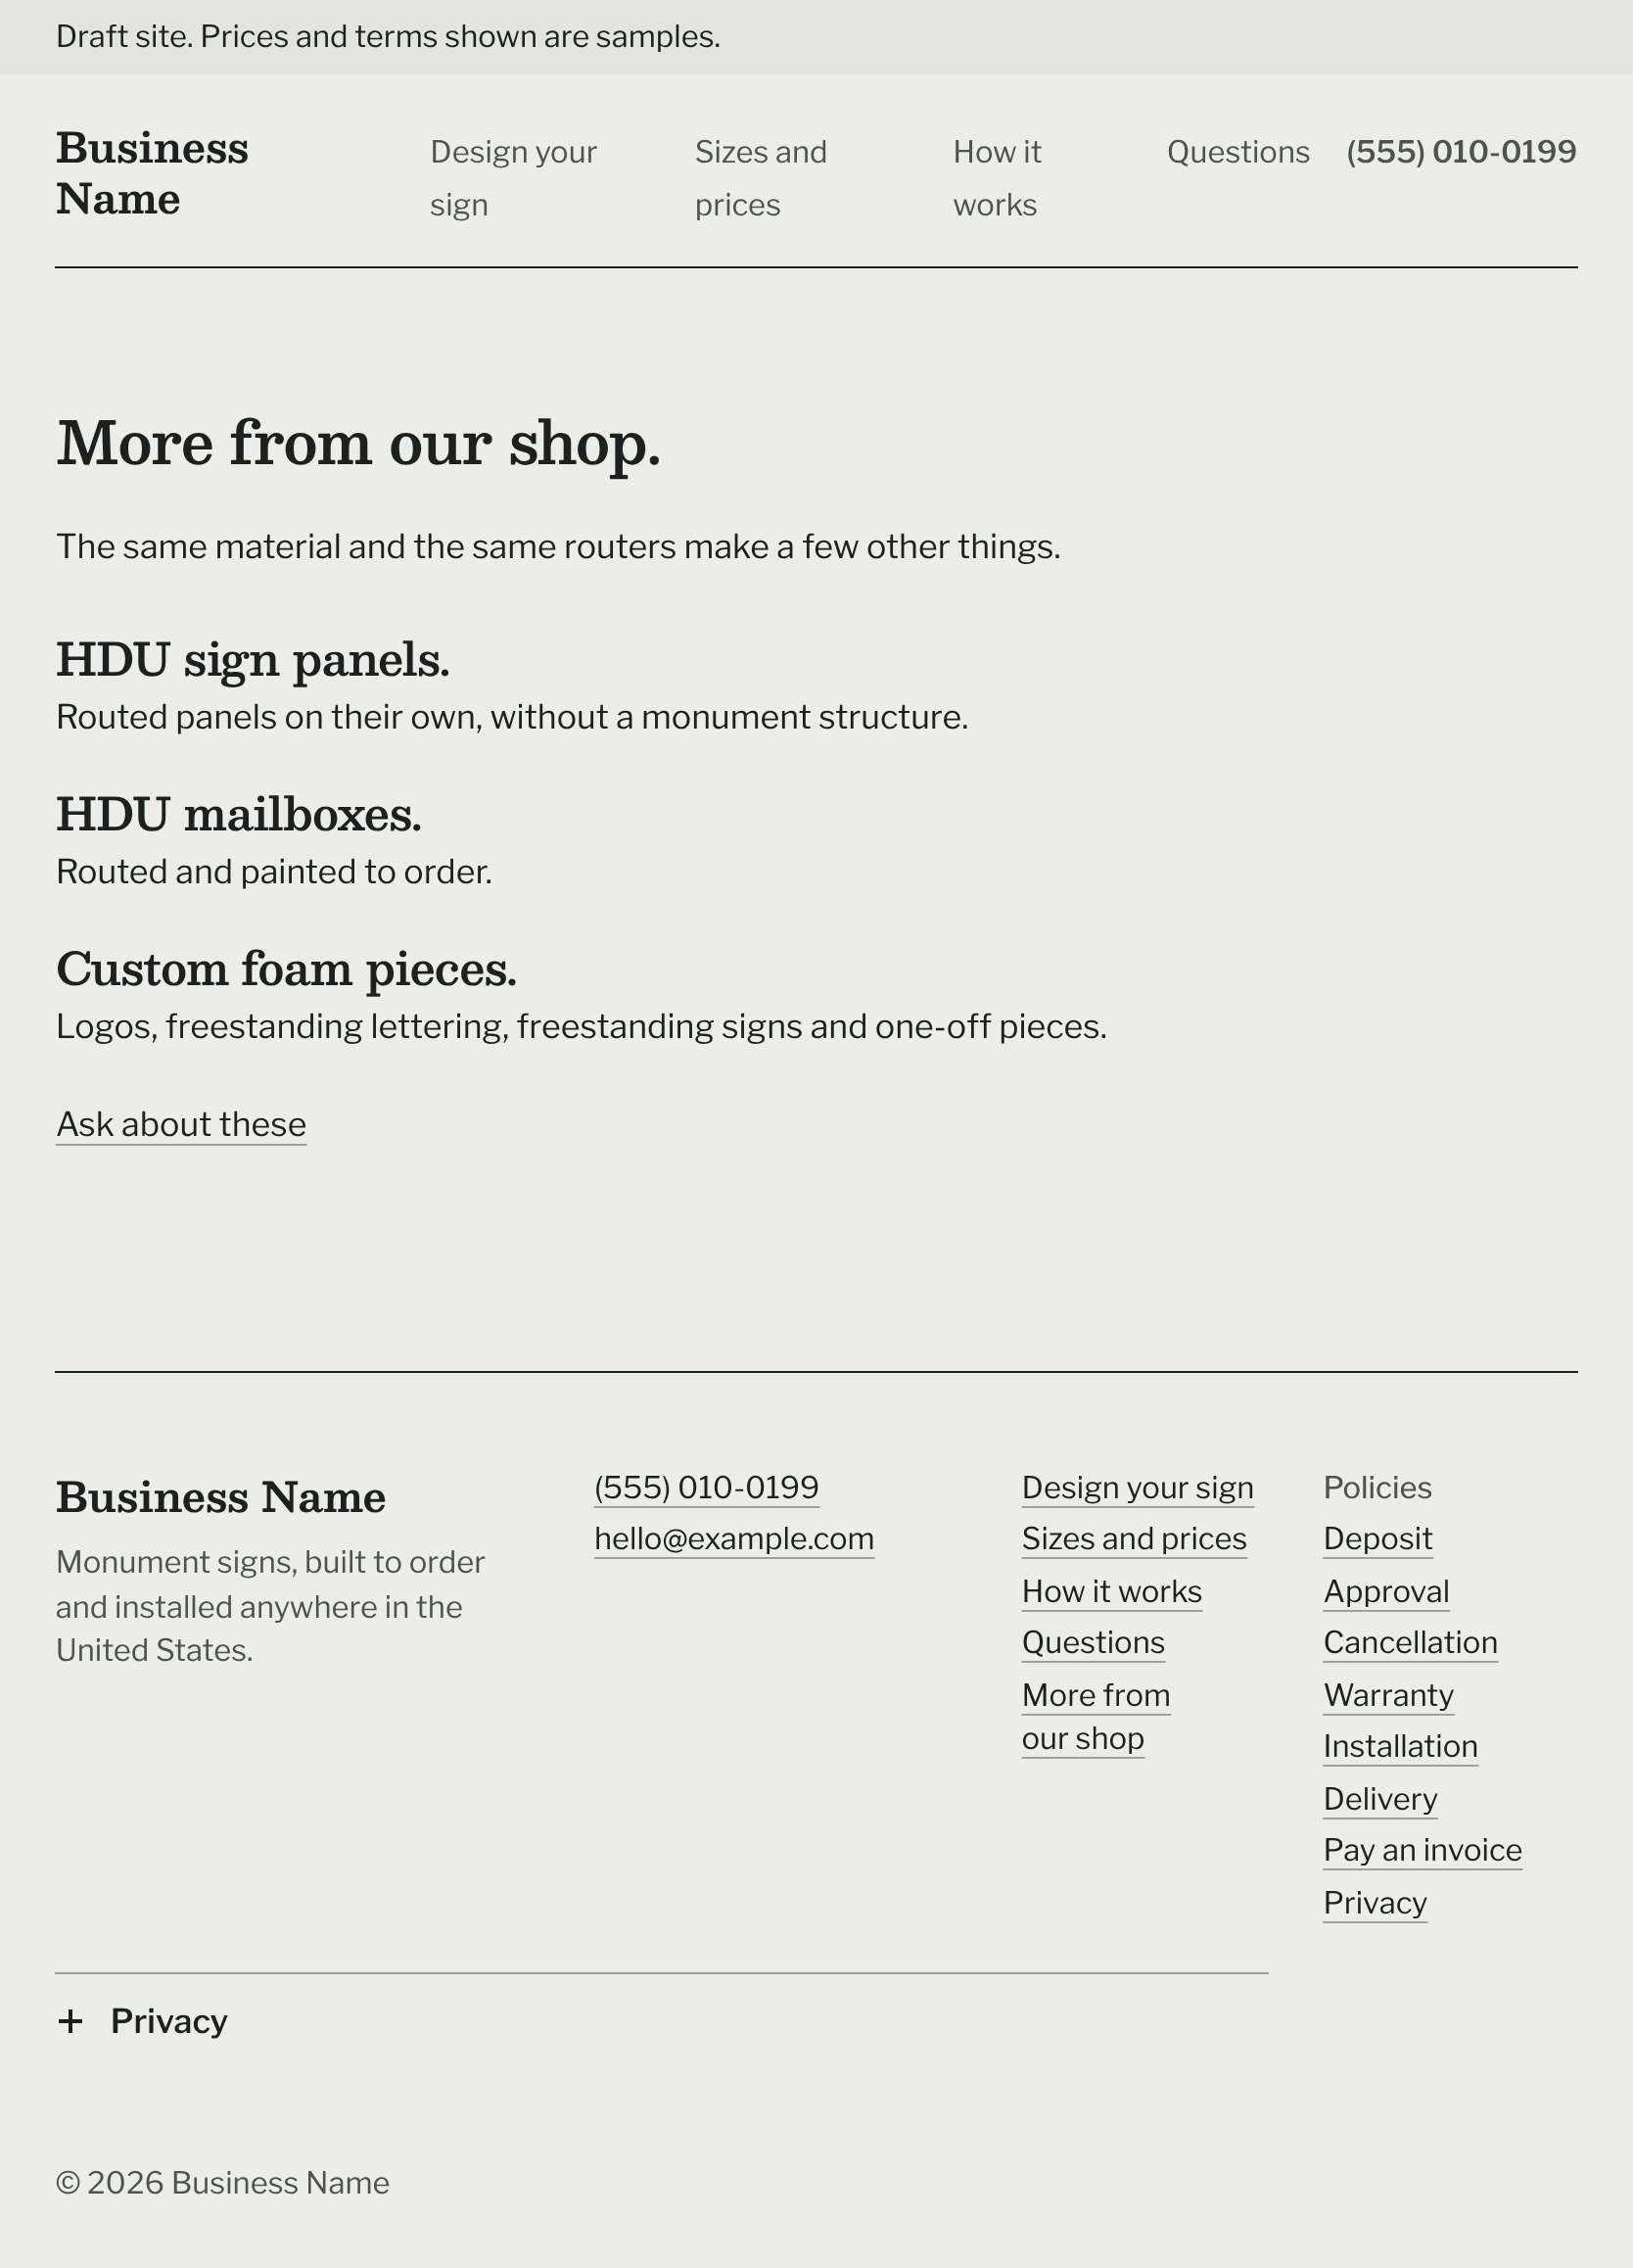 Draft site. Prices and terms shown are samples.
Business
Name
Design your
sign
Sizes and
prices
How it
works
Questions
(555) 010-0199
More from our shop.
The same material and the same routers make a few other things.
HDU sign panels.
Routed panels on their own, without a monument structure.
HDU mailboxes.
Routed and painted to order.
Custom foam pieces.
Logos, freestanding lettering, freestanding signs and one-off pieces.
Ask about these
Business Name
Monument signs, built to order
and installed anywhere in the
United States.
(555) 010-0199
hello@example.com
Design your sign
Sizes and prices
How it works
Questions
More from
our shop
Policies
Deposit
Approval
Cancellation
Warranty
Installation
Delivery
Pay an invoice
Privacy
+ Privacy
© 2026 Business Name